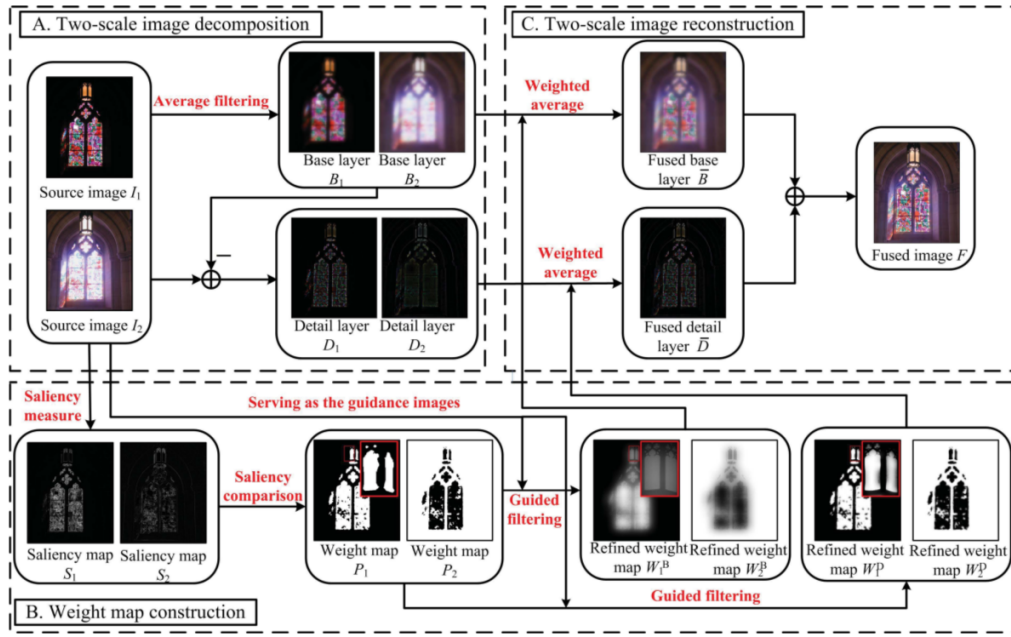 A. Two-scale image decomposition
Source image I₁
Source image I₂
Average filtering
Base layer
B₁
Base layer
B₂
−
Detail layer
D₁
Detail layer
D₂
C. Two-scale image reconstruction
Weighted
average
Fused base
layer B̅
Weighted
average
Fused detail
layer D̅
Fused image F
Saliency
measure
Serving as the guidance images
Saliency map
S₁
Saliency map
S₂
Saliency
comparison
Weight map
P₁
Weight map
P₂
Guided
filtering
Refined weight
map W₁ᴮ
Refined weight
map W₂ᴮ
Refined weight
map W₁ᴰ
Refined weight
map W₂ᴰ
Guided filtering
B. Weight map construction